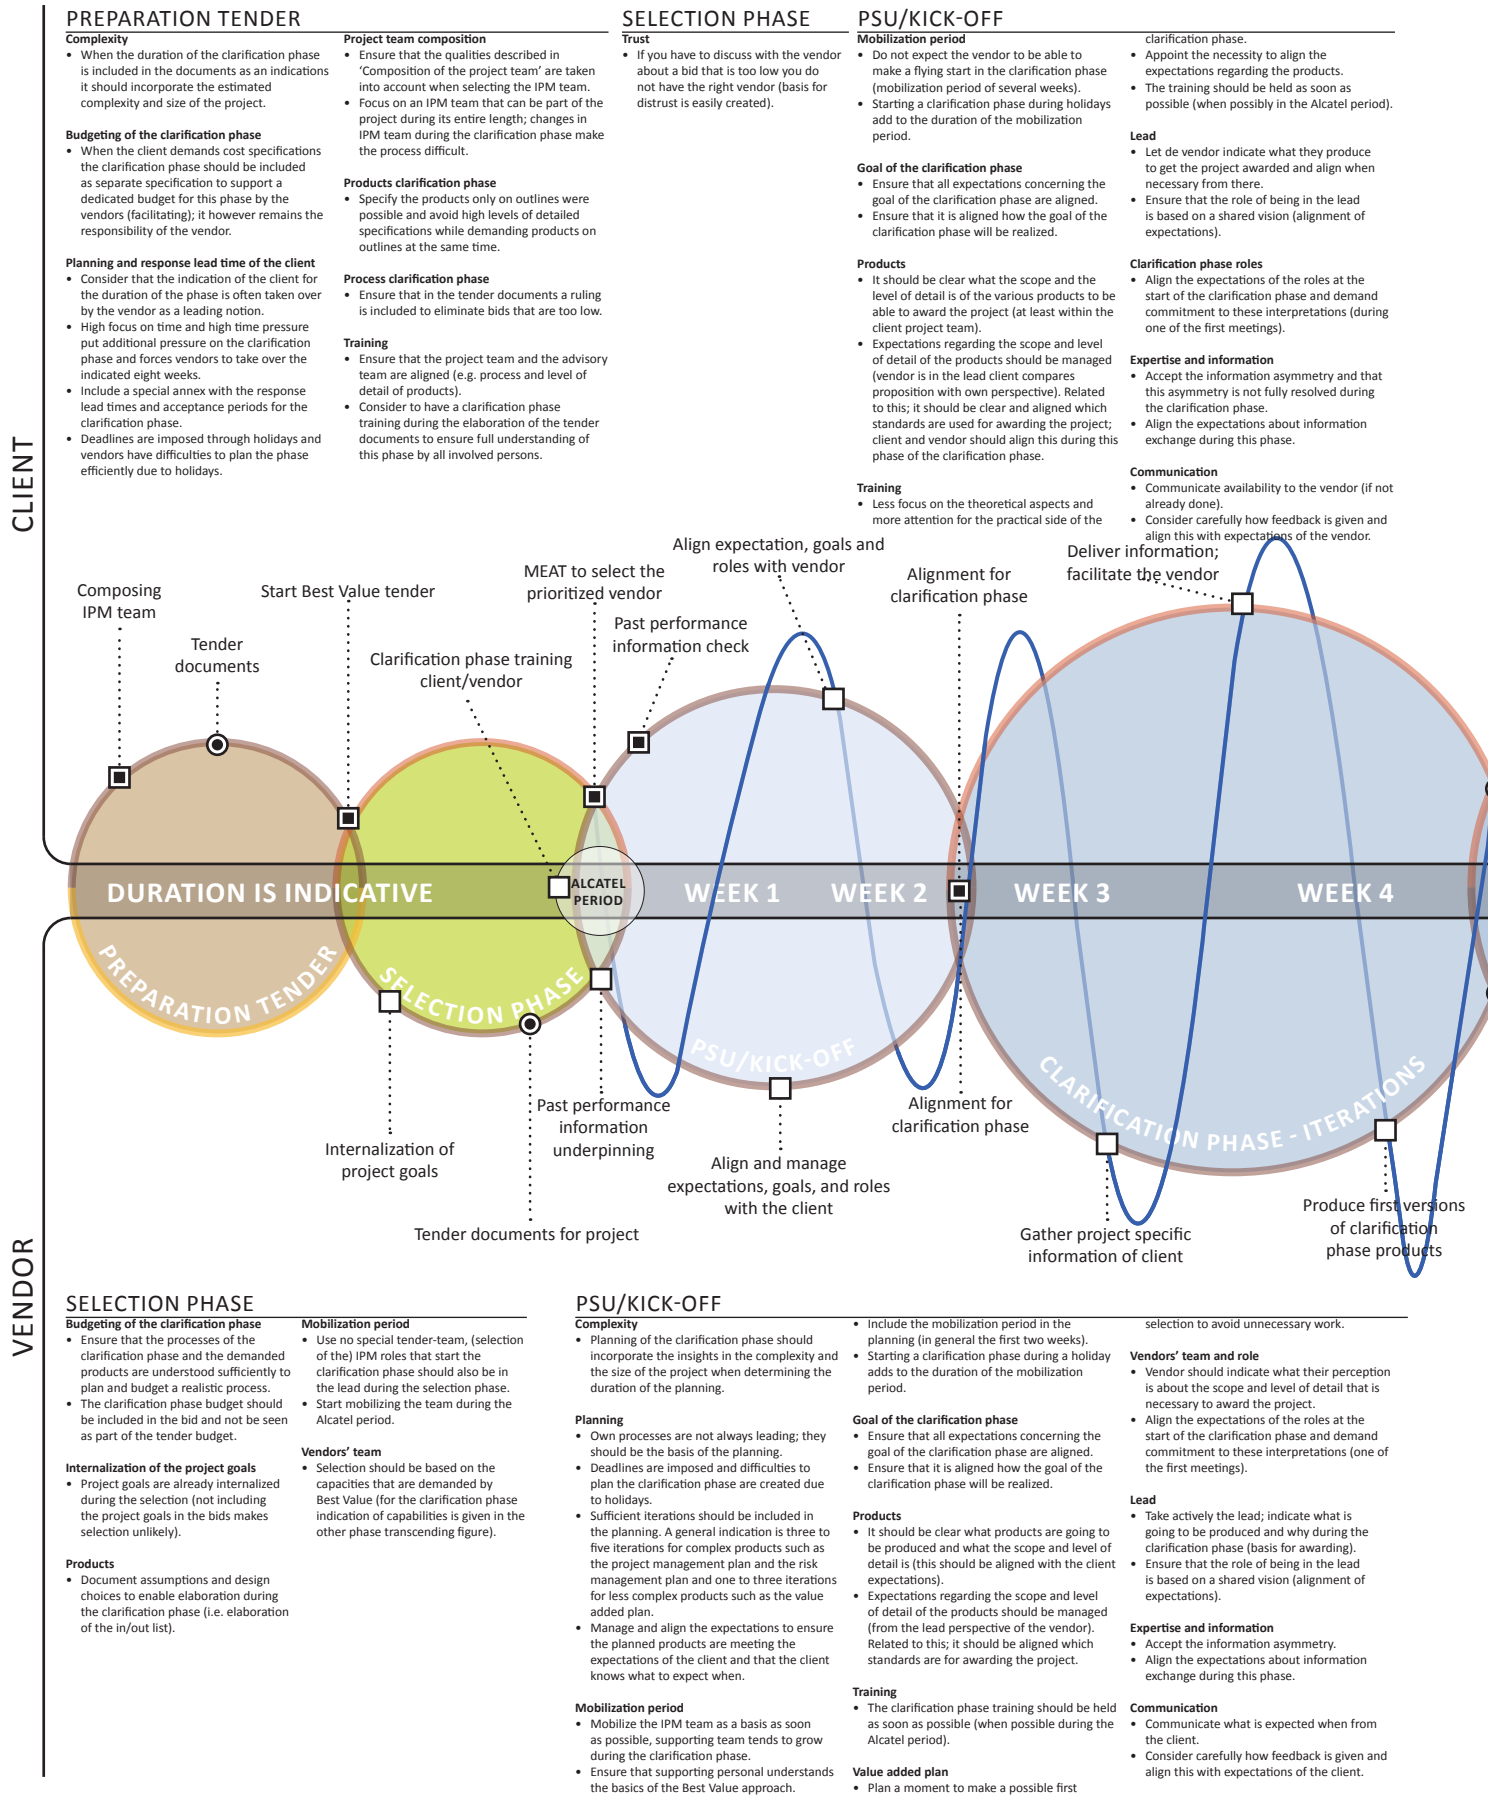 PREPARATION TENDER
Complexity
• When the duration of the clarification phase
is included in the documents as an indications
it should incorporate the estimated
complexity and size of the project.
Budgeting of the clarification phase
• When the client demands cost specifications
the clarification phase should be included
as separate specification to support a
dedicated budget for this phase by the
vendors (facilitating); it however remains the
responsibility of the vendor.
Planning and response lead time of the client
• Consider that the indication of the client for
the duration of the phase is often taken over
by the vendor as a leading notion.
• High focus on time and high time pressure
put additional pressure on the clarification
phase and forces vendors to take over the
indicated eight weeks.
• Include a special annex with the response
lead times and acceptance periods for the
clarification phase.
• Deadlines are imposed through holidays and
vendors have difficulties to plan the phase
efficiently due to holidays.
Project team composition
• Ensure that the qualities described in
‘Composition of the project team’ are taken
into account when selecting the IPM team.
• Focus on an IPM team that can be part of the
project during its entire length; changes in
IPM team during the clarification phase make
the process difficult.
Products clarification phase
• Specify the products only on outlines were
possible and avoid high levels of detailed
specifications while demanding products on
outlines at the same time.
Process clarification phase
• Ensure that in the tender documents a ruling
is included to eliminate bids that are too low.
Training
• Ensure that the project team and the advisory
team are aligned (e.g. process and level of
detail of products).
• Consider to have a clarification phase
training during the elaboration of the tender
documents to ensure full understanding of
this phase by all involved persons.
SELECTION PHASE
Trust
• If you have to discuss with the vendor
about a bid that is too low you do
not have the right vendor (basis for
distrust is easily created).
PSU/KICK-OFF
Mobilization period
• Do not expect the vendor to be able to
make a flying start in the clarification phase
(mobilization period of several weeks).
• Starting a clarification phase during holidays
add to the duration of the mobilization
period.
Goal of the clarification phase
• Ensure that all expectations concerning the
goal of the clarification phase are aligned.
• Ensure that it is aligned how the goal of the
clarification phase will be realized.
Products
• It should be clear what the scope and the
level of detail is of the various products to be
able to award the project (at least within the
client project team).
• Expectations regarding the scope and level
of detail of the products should be managed
(vendor is in the lead client compares
proposition with own perspective). Related
to this; it should be clear and aligned which
standards are used for awarding the project;
client and vendor should align this during this
phase of the clarification phase.
Training
• Less focus on the theoretical aspects and
more attention for the practical side of the
clarification phase.
• Appoint the necessity to align the
expectations regarding the products.
• The training should be held as soon as
possible (when possibly in the Alcatel period).
Lead
• Let de vendor indicate what they produce
to get the project awarded and align when
necessary from there.
• Ensure that the role of being in the lead
is based on a shared vision (alignment of
expectations).
Clarification phase roles
• Align the expectations of the roles at the
start of the clarification phase and demand
commitment to these interpretations (during
one of the first meetings).
Expertise and information
• Accept the information asymmetry and that
this asymmetry is not fully resolved during
the clarification phase.
• Align the expectations about information
exchange during this phase.
Communication
• Communicate availability to the vendor (if not
already done).
• Consider carefully how feedback is given and
align this with expectations of the vendor.
CLIENT
Composing
IPM team
Tender
documents
Start Best Value tender
Clarification phase training
client/vendor
MEAT to select the
prioritized vendor
Past performance
information check
Align expectation, goals and
roles with vendor
Alignment for
clarification phase
Deliver information;
facilitate the vendor
DURATION IS INDICATIVE
ALCATEL
PERIOD
WEEK 1
WEEK 2
WEEK 3
WEEK 4
PREPARATION TENDER
SELECTION PHASE
PSU/KICK-OFF
CLARIFICATION PHASE - ITERATIONS
Internalization of
project goals
Tender documents for project
Past performance
information
underpinning
Align and manage
expectations, goals, and roles
with the client
Alignment for
clarification phase
Gather project specific
information of client
Produce first versions
of clarification
phase products
VENDOR
SELECTION PHASE
Budgeting of the clarification phase
• Ensure that the processes of the
clarification phase and the demanded
products are understood sufficiently to
plan and budget a realistic process.
• The clarification phase budget should
be included in the bid and not be seen
as part of the tender budget.
Internalization of the project goals
• Project goals are already internalized
during the selection (not including
the project goals in the bids makes
selection unlikely).
Products
• Document assumptions and design
choices to enable elaboration during
the clarification phase (i.e. elaboration
of the in/out list).
Mobilization period
• Use no special tender-team, (selection
of the) IPM roles that start the
clarification phase should also be in
the lead during the selection phase.
• Start mobilizing the team during the
Alcatel period.
Vendors’ team
• Selection should be based on the
capacities that are demanded by
Best Value (for the clarification phase
indication of capabilities is given in the
other phase transcending figure).
PSU/KICK-OFF
Complexity
• Planning of the clarification phase should
incorporate the insights in the complexity and
the size of the project when determining the
duration of the planning.
Planning
• Own processes are not always leading; they
should be the basis of the planning.
• Deadlines are imposed and difficulties to
plan the clarification phase are created due
to holidays.
• Sufficient iterations should be included in
the planning. A general indication is three to
five iterations for complex products such as
the project management plan and the risk
management plan and one to three iterations
for less complex products such as the value
added plan.
• Manage and align the expectations to ensure
the planned products are meeting the
expectations of the client and that the client
knows what to expect when.
Mobilization period
• Mobilize the IPM team as a basis as soon
as possible, supporting team tends to grow
during the clarification phase.
• Ensure that supporting personal understands
the basics of the Best Value approach.
• Include the mobilization period in the
planning (in general the first two weeks).
• Starting a clarification phase during a holiday
adds to the duration of the mobilization
period.
Goal of the clarification phase
• Ensure that all expectations concerning the
goal of the clarification phase are aligned.
• Ensure that it is aligned how the goal of the
clarification phase will be realized.
Products
• It should be clear what products are going to
be produced and what the scope and level of
detail is (this should be aligned with the client
expectations).
• Expectations regarding the scope and level
of detail of the products should be managed
(from the lead perspective of the vendor).
Related to this; it should be aligned which
standards are for awarding the project.
Training
• The clarification phase training should be held
as soon as possible (when possible during the
Alcatel period).
Value added plan
• Plan a moment to make a possible first
selection to avoid unnecessary work.
Vendors’ team and role
• Vendor should indicate what their perception
is about the scope and level of detail that is
necessary to award the project.
• Align the expectations of the roles at the
start of the clarification phase and demand
commitment to these interpretations (one of
the first meetings).
Lead
• Take actively the lead; indicate what is
going to be produced and why during the
clarification phase (basis for awarding).
• Ensure that the role of being in the lead
is based on a shared vision (alignment of
expectations).
Expertise and information
• Accept the information asymmetry.
• Align the expectations about information
exchange during this phase.
Communication
• Communicate what is expected when from
the client.
• Consider carefully how feedback is given and
align this with expectations of the client.